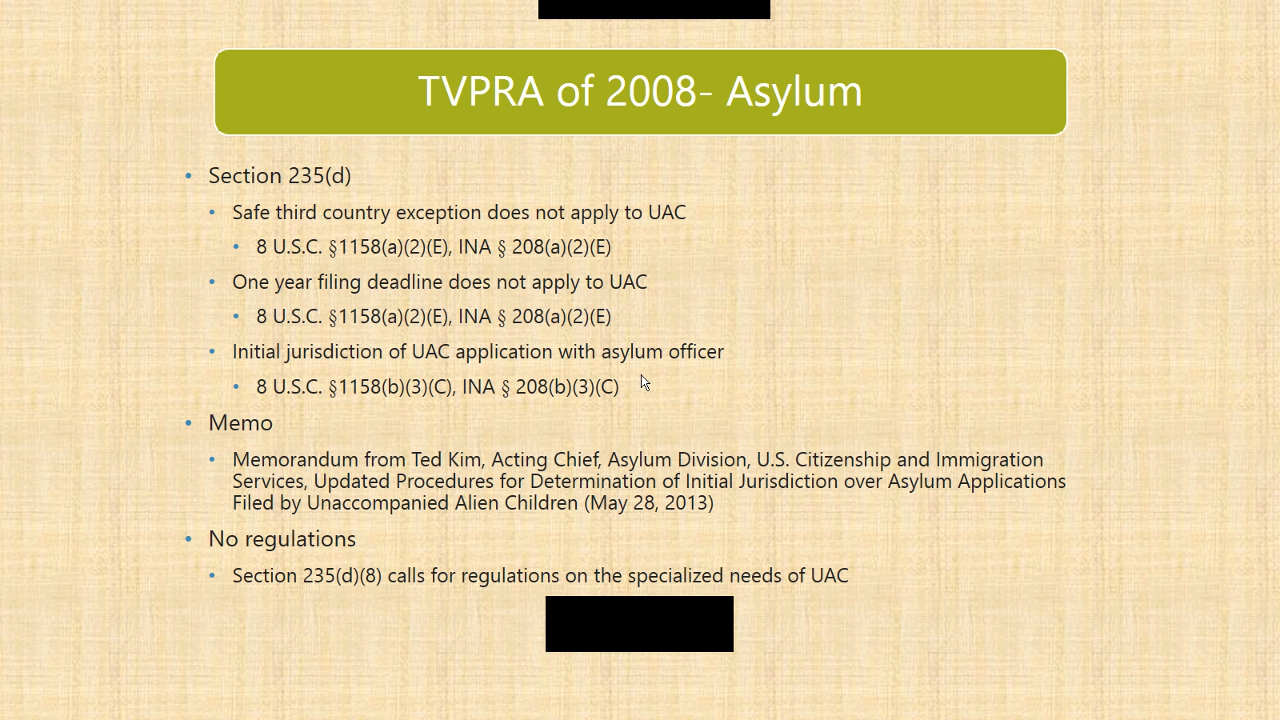 TVPRA of 2008- Asylum
• Section 235(d)
• Safe third country exception does not apply to UAC
• 8 U.S.C. §1158(a)(2)(E), INA § 208(a)(2)(E)
• One year filing deadline does not apply to UAC
• 8 U.S.C. §1158(a)(2)(E), INA § 208(a)(2)(E)
• Initial jurisdiction of UAC application with asylum officer
• 8 U.S.C. §1158(b)(3)(C), INA § 208(b)(3)(C)
• Memo
• Memorandum from Ted Kim, Acting Chief, Asylum Division, U.S. Citizenship and Immigration
Services, Updated Procedures for Determination of Initial Jurisdiction over Asylum Applications
Filed by Unaccompanied Alien Children (May 28, 2013)
• No regulations
• Section 235(d)(8) calls for regulations on the specialized needs of UAC